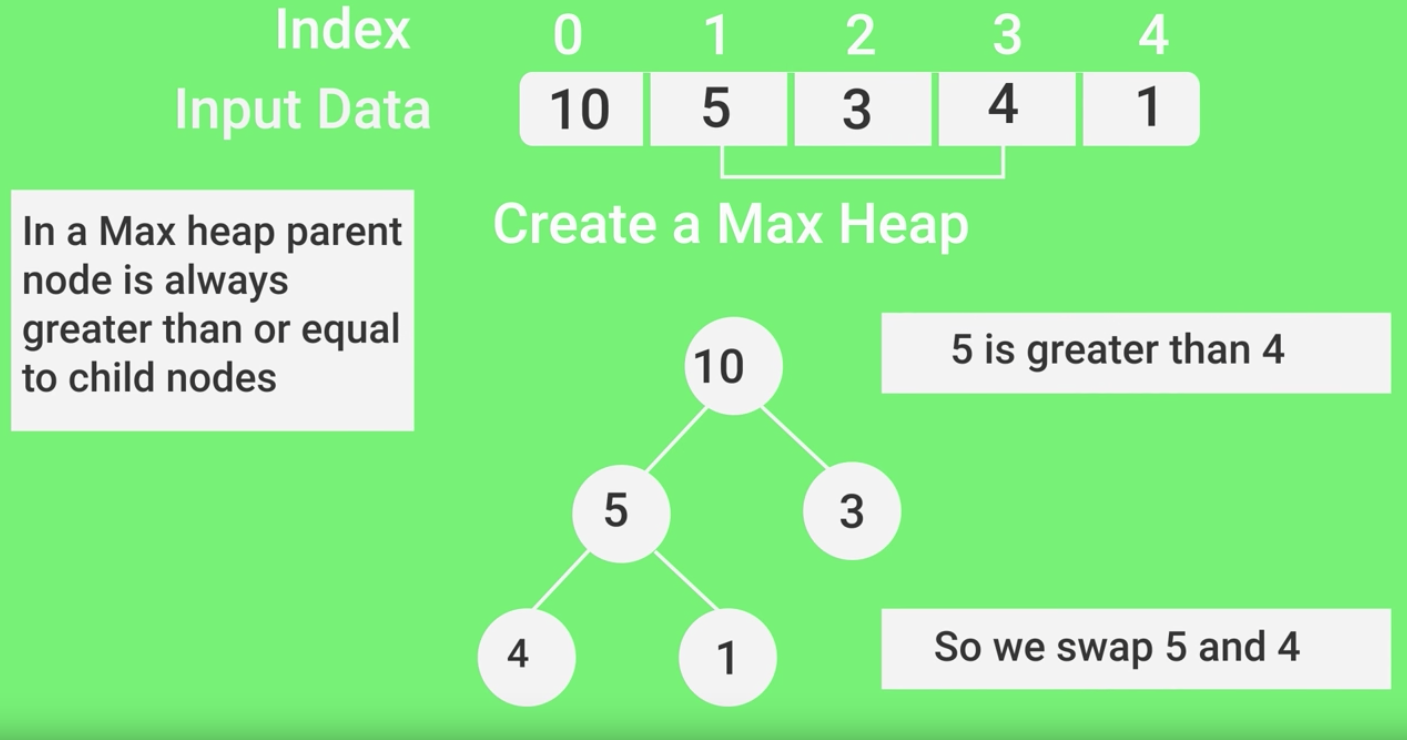 Index 0 1 2 3 4
Input Data 10 5 3 4 1
In a Max heap parent
node is always
greater than or equal
to child nodes
Create a Max Heap
10
5 is greater than 4
5 3
4 1
So we swap 5 and 4